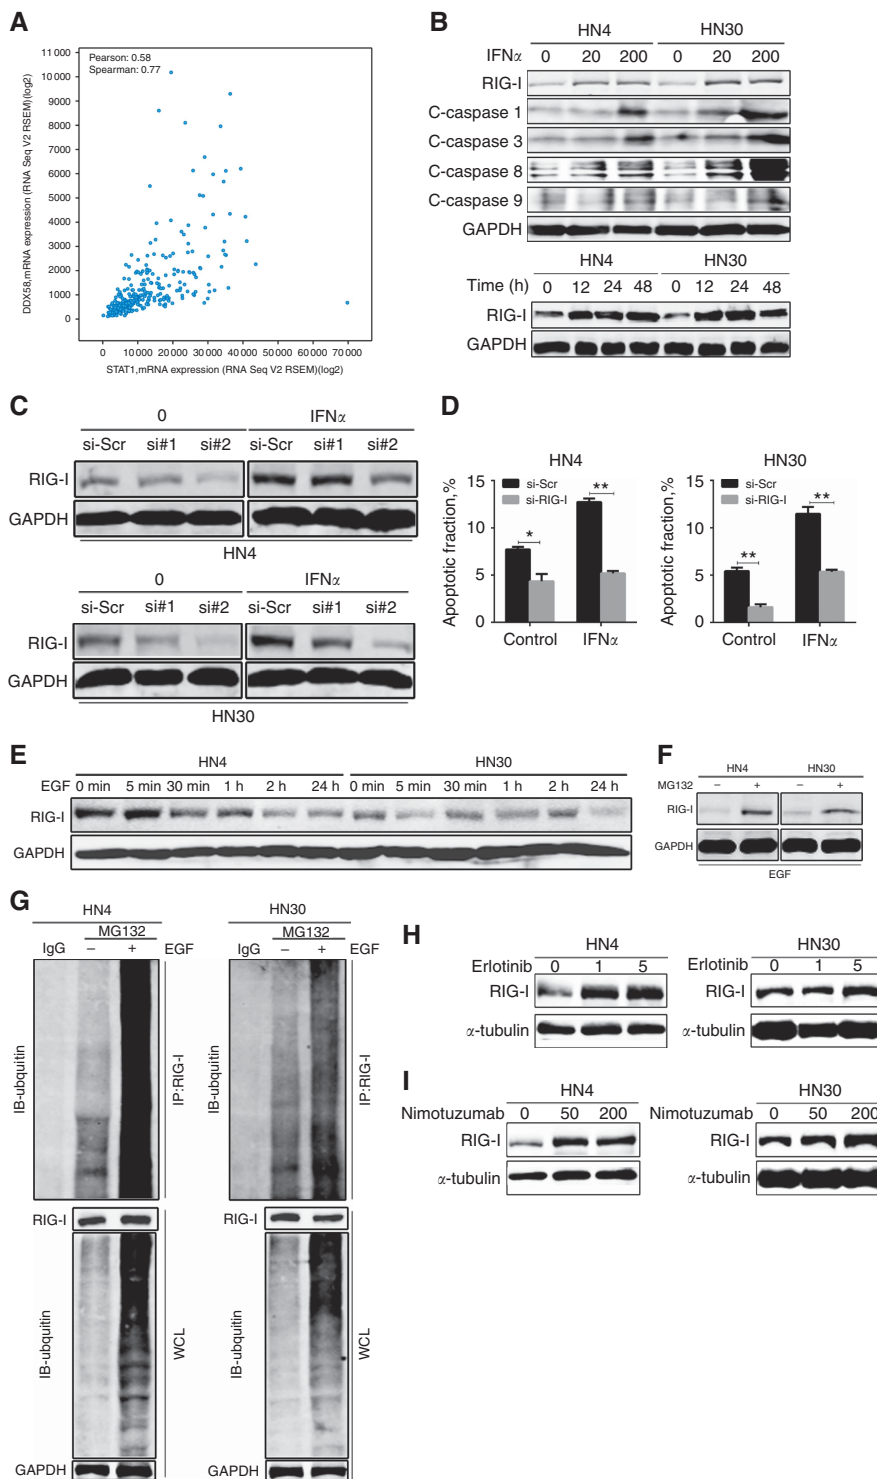 A
Pearson: 0.58
Spearman: 0.77
DDX58,mRNA expression (RNA Seq V2 RSEM)(log2)
11 000
10 000
9000
8000
7000
6000
5000
4000
3000
2000
1000
0
0 10 000 20 000 30 000 40 000 50 000 60 000 70 000
STAT1,mRNA expression (RNA Seq V2 RSEM)(log2)
B
HN4 HN30
IFNα 0 20 200 0 20 200
RIG-I
C-caspase 1
C-caspase 3
C-caspase 8
C-caspase 9
GAPDH
HN4 HN30
Time (h) 0 12 24 48 0 12 24 48
RIG-I
GAPDH
C
0 IFNα
si-Scr si#1 si#2 si-Scr si#1 si#2
RIG-I
GAPDH
HN4
0 IFNα
si-Scr si#1 si#2 si-Scr si#1 si#2
RIG-I
GAPDH
HN30
D
HN4
Apoptotic fraction,%
15
10
5
0
si-Scr
si-RIG-I
*
**
Control IFNα
HN30
Apoptotic fraction,%
15
10
5
0
si-Scr
si-RIG-I
**
**
Control IFNα
E
HN4 HN30
EGF 0 min 5 min 30 min 1 h 2 h 24 h 0 min 5 min 30 min 1 h 2 h 24 h
RIG-I
GAPDH
F
HN4 HN30
MG132 − + − +
RIG-I
GAPDH
EGF
G
HN4
MG132
IgG − + EGF
IB-ubquitin
IP:RIG-I
RIG-I
IB-ubquitin
WCL
GAPDH
HN30
MG132
IgG − + EGF
IB-ubquitin
IP:RIG-I
RIG-I
IB-ubquitin
WCL
GAPDH
H
HN4
Erlotinib 0 1 5
RIG-I
α-tubulin
HN30
Erlotinib 0 1 5
RIG-I
α-tubulin
I
HN4
Nimotuzumab 0 50 200
RIG-I
α-tubulin
HN30
Nimotuzumab 0 50 200
RIG-I
α-tubulin